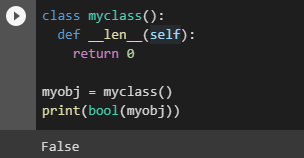 class myclass():
  def __len__(self):
    return 0

myobj = myclass()
print(bool(myobj))
False